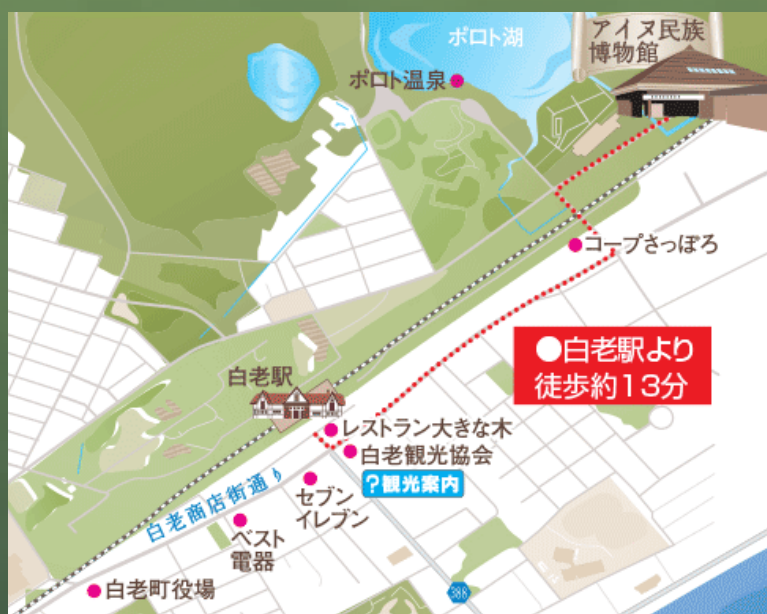 ポロト湖
アイヌ民族
博物館
ポロト温泉
コープさっぽろ
●白老駅より
徒歩約13分
白老駅
レストラン大きな木
白老観光協会
?観光案内
セブン
イレブン
白老商店街通り
ベスト
電器
白老町役場
388